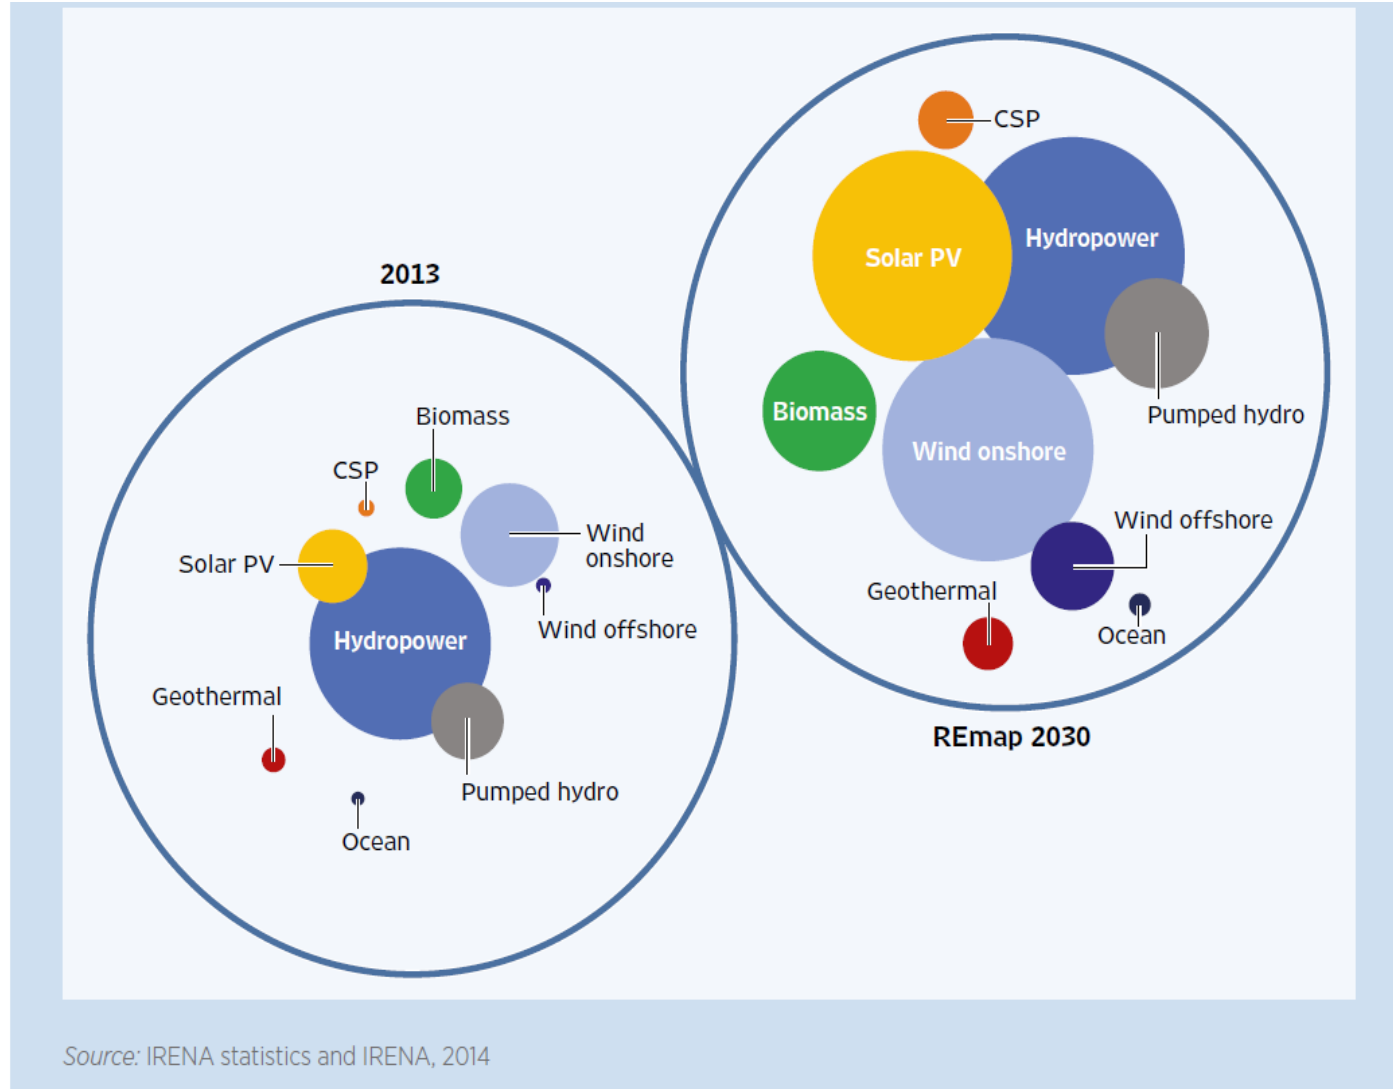 2013
Biomass
CSP
Wind
onshore
Solar PV
Wind offshore
Hydropower
Geothermal
Pumped hydro
Ocean
CSP
Hydropower
Solar PV
Biomass
Pumped hydro
Wind onshore
Wind offshore
Geothermal
Ocean
REmap 2030
Source: IRENA statistics and IRENA, 2014